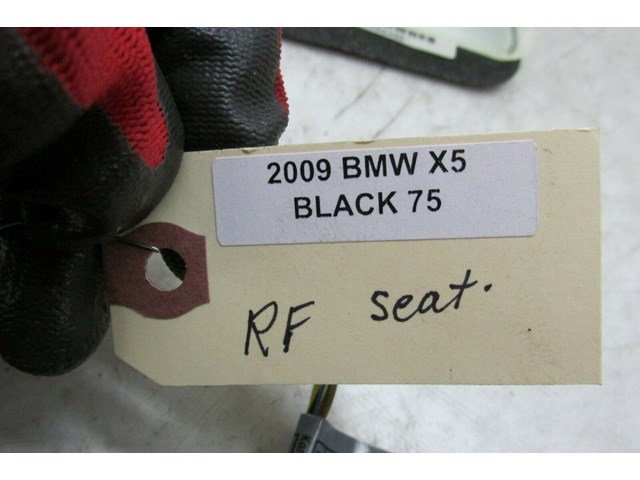 2009 BMW X5
BLACK 75
RF seat.